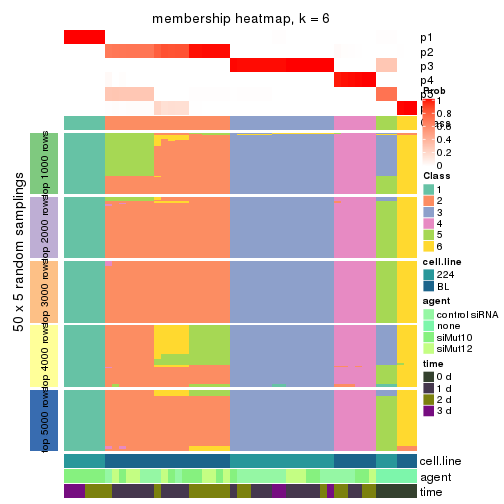 membership heatmap, k = 6
p1
p2
p3
p4
Prob
1
0.8
0.6
0.4
0.2
0
Class
1
2
3
4
5
6
cell.line
224
BL
agent
control siRNA
none
siMut10
siMut12
time
0 d
1 d
2 d
3 d
50 x 5 random samplings
top 1000 rows
top 2000 rows
top 3000 rows
top 4000 rows
top 5000 rows
cell.line
agent
time